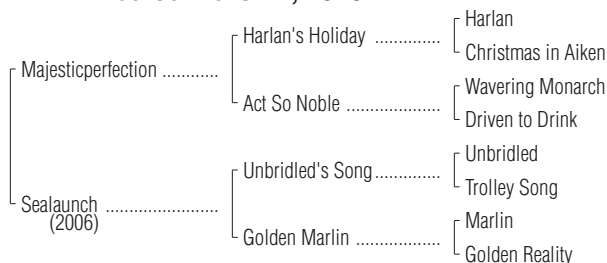 Harlan
Harlan's Holiday ..............
Christmas in Aiken
Majesticperfection ............
Wavering Monarch
Act So Noble .....................
Driven to Drink
Unbridled
Unbridled's Song ..............
Trolley Song
Sealaunch ........................
(2006)
Marlin
Golden Marlin ...................
Golden Reality